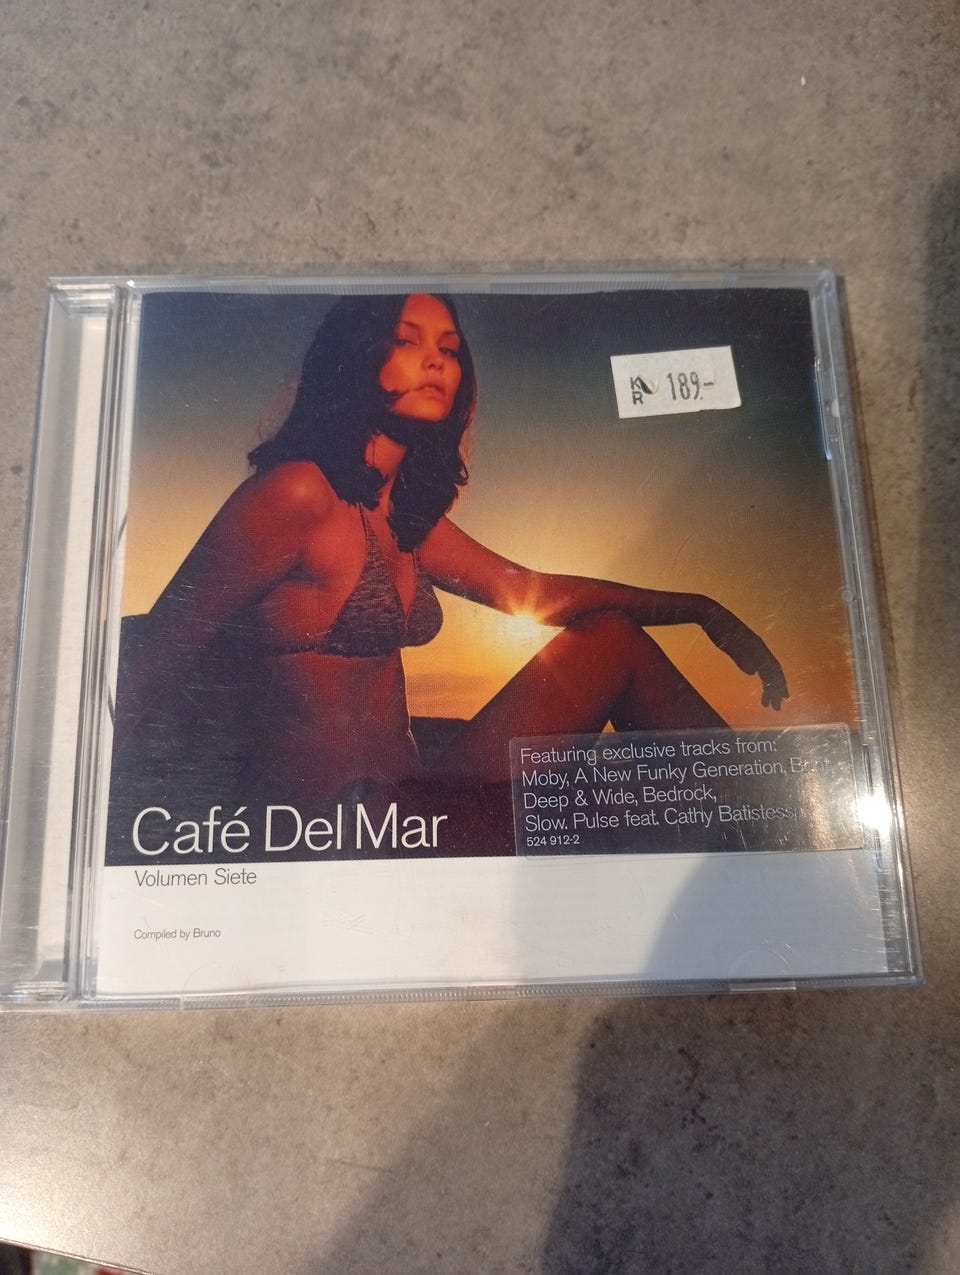 KR 189.-
Featuring exclusive tracks from:
Moby, A New Funky Generation,
Deep & Wide, Bedrock,
Slow. Pulse feat. Cathy
524 912-2
Café Del Mar
Volumen Siete
Compiled by Bruno